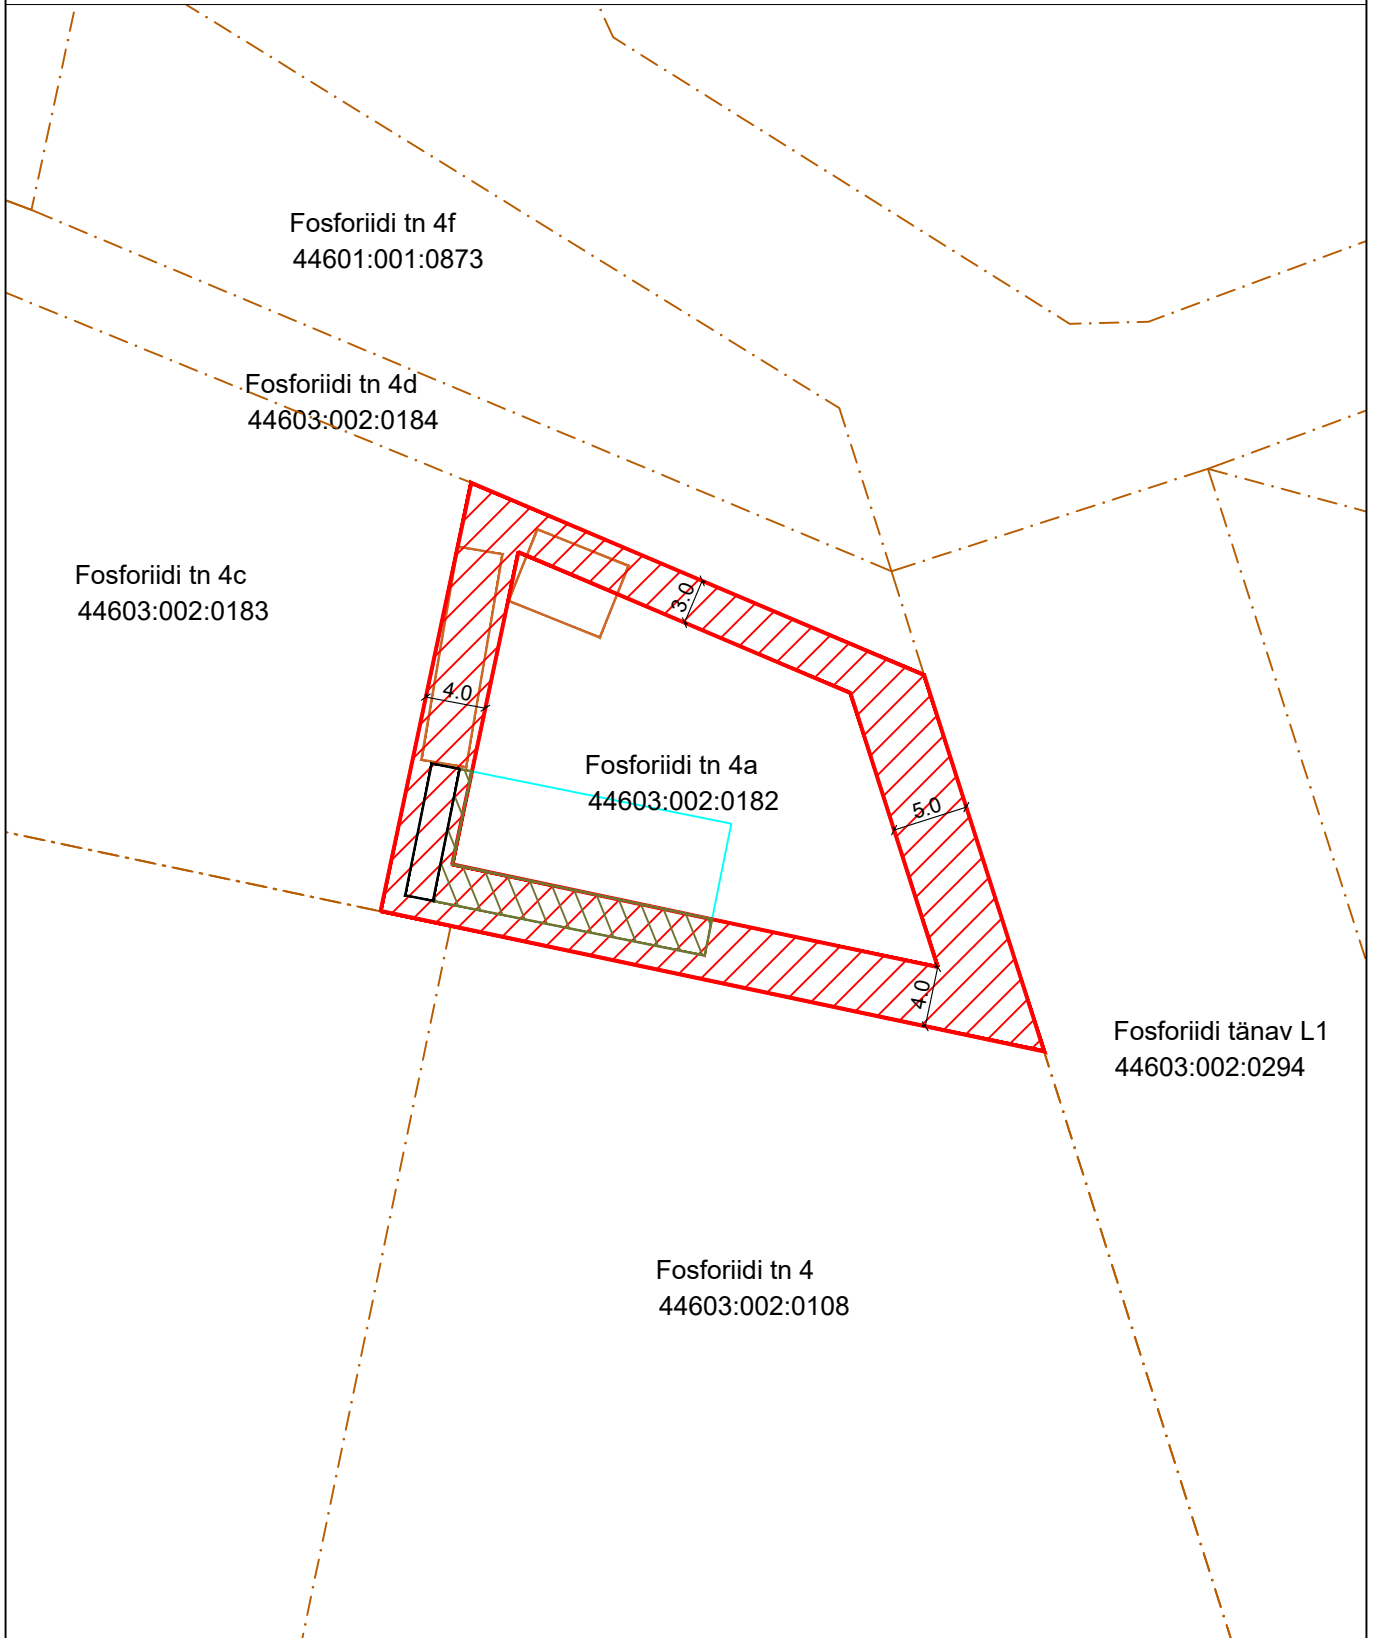 Fosforiidi tn 4f
44601:001:0873
Fosforiidi tn 4d
44603:002:0184
Fosforiidi tn 4c
44603:002:0183
3.0
4.0
Fosforiidi tn 4a
44603:002:0182
5.0
4.0
Fosforiidi tänav L1
44603:002:0294
Fosforiidi tn 4
44603:002:0108